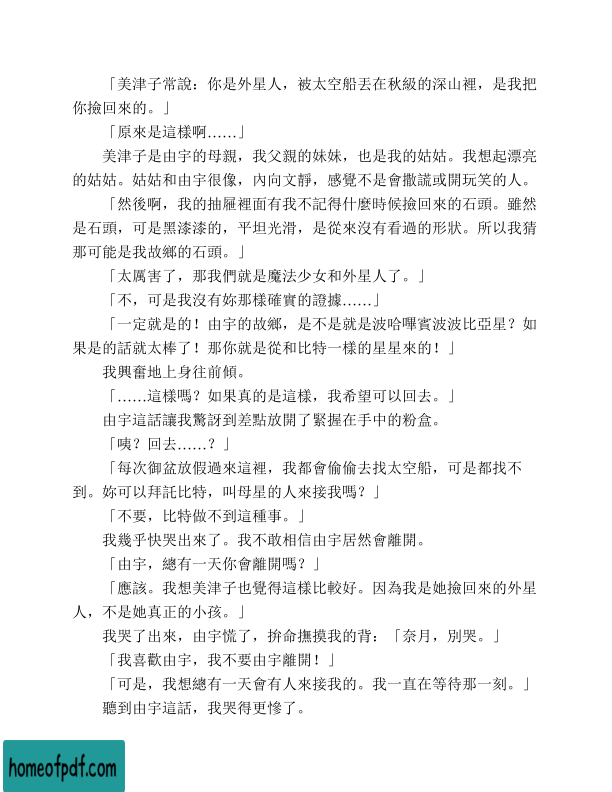 「美津子常說：你是外星人，被太空船丟在秋級的深山裡，是我把
你撿回來的。」
「原來是這樣啊……」
美津子是由宇的母親，我父親的妹妹，也是我的姑姑。我想起漂亮
的姑姑。姑姑和由宇很像，內向文靜，感覺不是會撒謊或開玩笑的人。
「然後啊，我的抽屜裡面有我不記得什麼時候撿回來的石頭。雖然
是石頭，可是黑漆漆的，平坦光滑，是從來沒有看過的形狀。所以我猜
那可能是我故鄉的石頭。」
「太厲害了，那我們就是魔法少女和外星人了。」
「不，可是我沒有妳那樣確實的證據……」
「一定就是的！由宇的故鄉，是不是就是波哈嗶賓波波比亞星？如
果是的話就太棒了！那你就是從和比特一樣的星星來的！」
我興奮地上身往前傾。
「……這樣嗎？如果真的是這樣，我希望可以回去。」
由宇這話讓我驚訝到差點放開了緊握在手中的粉盒。
「咦？回去……？」
「每次御盆放假過來這裡，我都會偷偷去找太空船，可是都找不
到。妳可以拜託比特，叫母星的人來接我嗎？」
「不要，比特做不到這種事。」
我幾乎快哭出來了。我不敢相信由宇居然會離開。
「由宇，總有一天你會離開嗎？」
「應該。我想美津子也覺得這樣比較好。因為我是她撿回來的外星
人，不是她真正的小孩。」
我哭了出來，由宇慌了，拚命撫摸我的背：「奈月，別哭。」
「我喜歡由宇，我不要由宇離開！」
「可是，我想總有一天會有人來接我的。我一直在等待那一刻。」
聽到由宇這話，我哭得更慘了。
homeofpdf.com